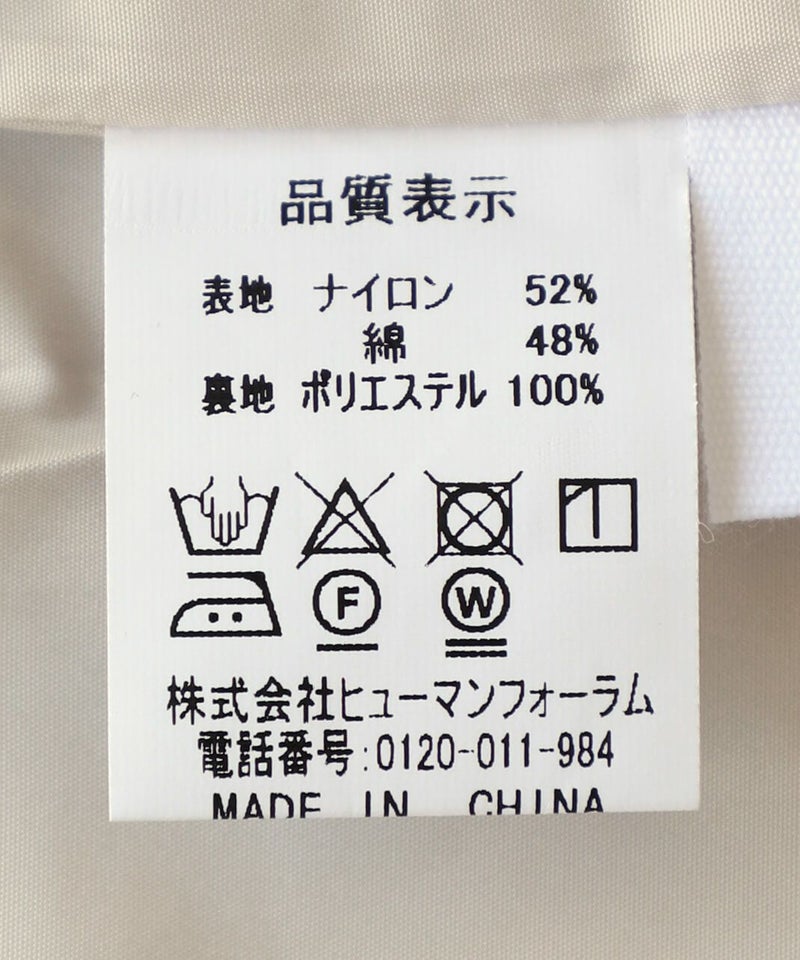 品質表示
表地 ナイロン 52%
綿 48%
裏地 ポリエステル 100%
F W
株式会社ヒューマンフォーラム
電話番号:0120-011-984
MADE IN CHINA